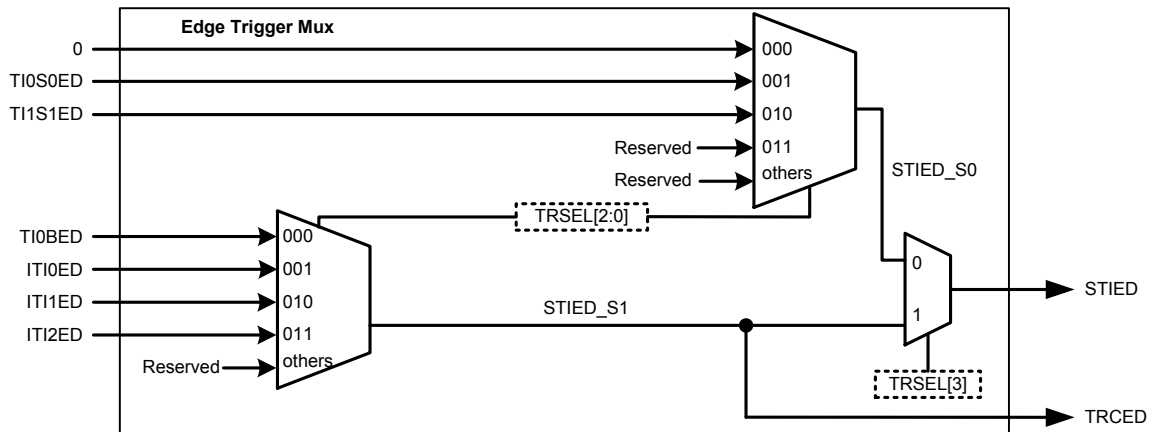 Edge Trigger Mux
0
000
TI0S0ED
001
TI1S1ED
010
Reserved
011
Reserved
others
STIED_S0
TRSEL[2:0]
TI0BED
000
ITI0ED
001
0
ITI1ED
010
STIED
STIED_S1
1
ITI2ED
011
Reserved
others
TRSEL[3]
TRCED